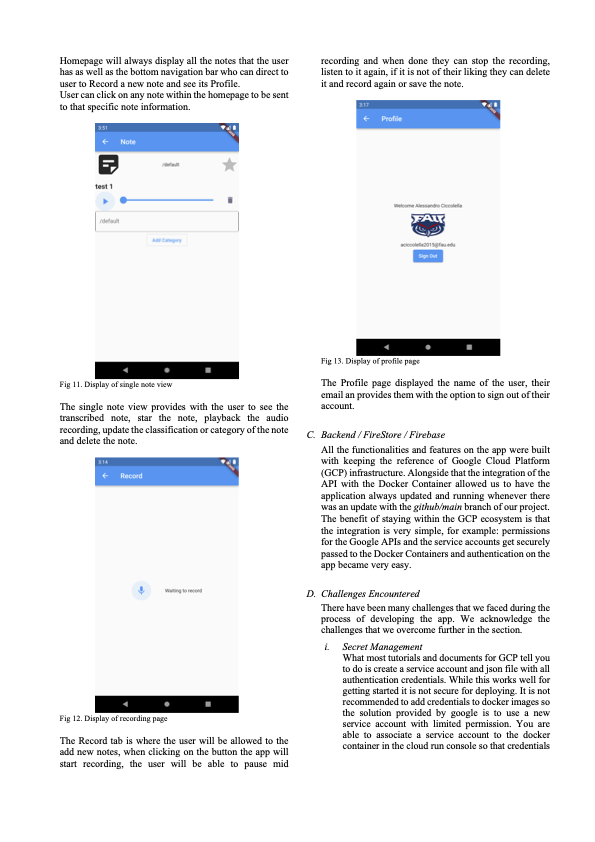 Homepage will always display all the notes that the user
has as well as the bottom navigation bar who can direct to
user to Record a new note and see its Profile.
User can click on any note within the homepage to be sent
to that specific note information.
3:51
Note
/default
test 1
/default
Add Category
Fig 11. Display of single note view
The single note view provides with the user to see the
transcribed note, star the note, playback the audio
recording, update the classification or category of the note
and delete the note.
3:14
Record
Waiting to record
Fig 12. Display of recording page
The Record tab is where the user will be allowed to the
add new notes, when clicking on the button the app will
start recording, the user will be able to pause mid
recording and when done they can stop the recording,
listen to it again, if it is not of their liking they can delete
it and record again or save the note.
3:17
Profile
Welcome Alessandro Ciccolella
FAU
aciccolella2015@fau.edu
Sign Out
Fig 13. Display of profile page
The Profile page displayed the name of the user, their
email an provides them with the option to sign out of their
account.
C. Backend / FireStore / Firebase
All the functionalities and features on the app were built
with keeping the reference of Google Cloud Platform
(GCP) infrastructure. Alongside that the integration of the
API with the Docker Container allowed us to have the
application always updated and running whenever there
was an update with the github/main branch of our project.
The benefit of staying within the GCP ecosystem is that
the integration is very simple, for example: permissions
for the Google APIs and the service accounts get securely
passed to the Docker Containers and authentication on the
app became very easy.
D. Challenges Encountered
There have been many challenges that we faced during the
process of developing the app. We acknowledge the
challenges that we overcome further in the section.
i. Secret Management
What most tutorials and documents for GCP tell you
to do is create a service account and json file with all
authentication credentials. While this works well for
getting started it is not secure for deploying. It is not
recommended to add credentials to docker images so
the solution provided by google is to use a new
service account with limited permission. You are
able to associate a service account to the docker
container in the cloud run console so that credentials